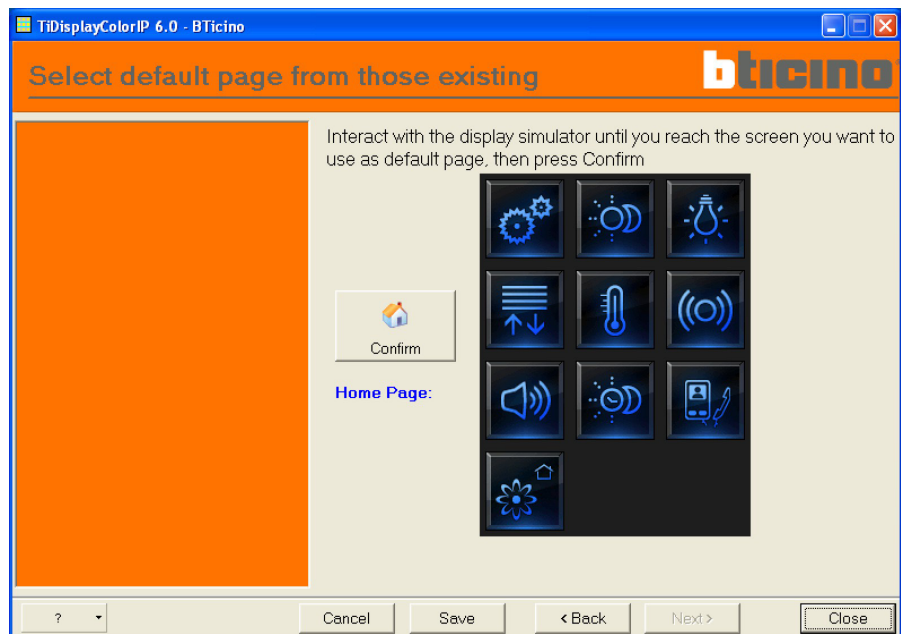 TiDisplayColorIP 6.0 - BTicino
Select default page from those existing
bticino
Interact with the display simulator until you reach the screen you want to
use as default page, then press Confirm
Confirm
Home Page:
?
Cancel
Save
< Back
Next >
Close